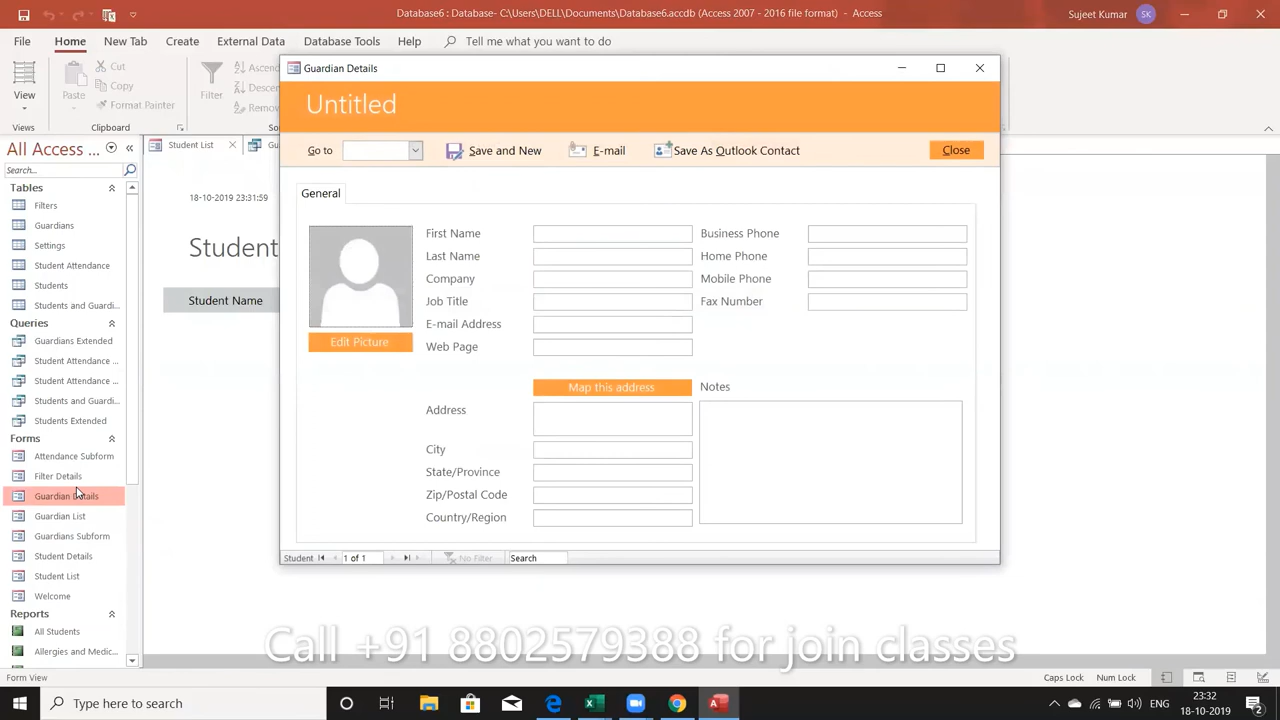 Database6 : Database- C:\Users\DELL\Documents\Database6.accdb (Access 2007 - 2016 file format) - Access
Sujeet Kumar
SK
File
Home
New Tab
Create
External Data
Database Tools
Help
Tell me what you want to do
View
Views
Paste
Cut
Copy
Format Painter
Clipboard
Filter
Ascen
Descen
Remov
So
All Access ...
Search...
Tables
Filters
Guardians
Settings
Student Attendance
Students
Students and Guardi...
Queries
Guardians Extended
Student Attendance ...
Student Attendance ...
Students and Guardi...
Students Extended
Forms
Attendance Subform
Filter Details
Guardian Details
Guardian List
Guardians Subform
Student Details
Student List
Welcome
Reports
All Students
Allergies and Medic...
Student List
Gu
18-10-2019 23:31:59
Student
Student Name
Guardian Details
Untitled
Go to
Save and New
E-mail
Save As Outlook Contact
Close
General
Edit Picture
First Name
Last Name
Company
Job Title
E-mail Address
Web Page
Business Phone
Home Phone
Mobile Phone
Fax Number
Map this address
Notes
Address
City
State/Province
Zip/Postal Code
Country/Region
Student
1 of 1
No Filter
Search
Call +91 8802579388 for join classes
Form View
Caps Lock
Num Lock
Type here to search
ENG
23:32
18-10-2019
2